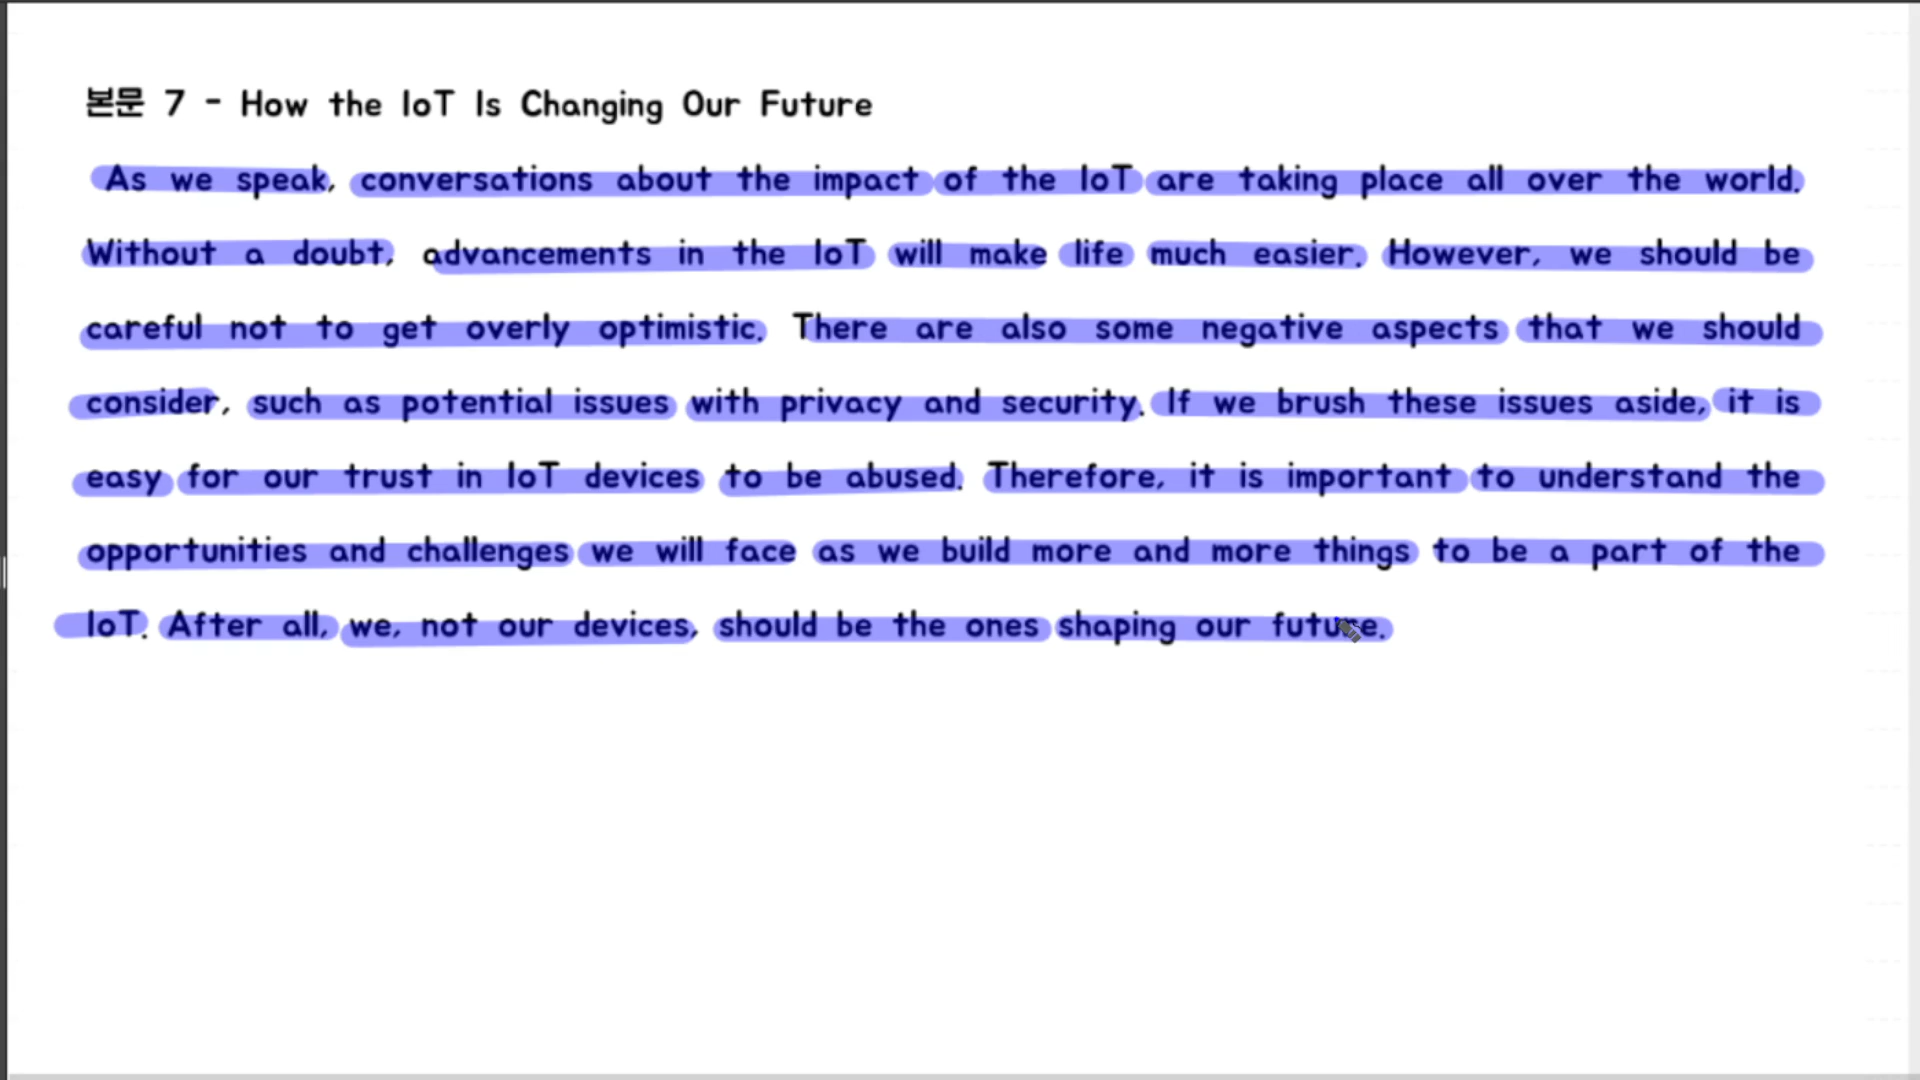 본문 7 - How the IoT Is Changing Our Future
As we speak, conversations about the impact of the IoT are taking place all over the world.
Without a doubt, advancements in the IoT will make life much easier. However, we should be
careful not to get overly optimistic. There are also some negative aspects that we should
consider, such as potential issues with privacy and security. If we brush these issues aside, it is
easy for our trust in IoT devices to be abused. Therefore, it is important to understand the
opportunities and challenges we will face as we build more and more things to be a part of the
IoT. After all, we, not our devices, should be the ones shaping our future.